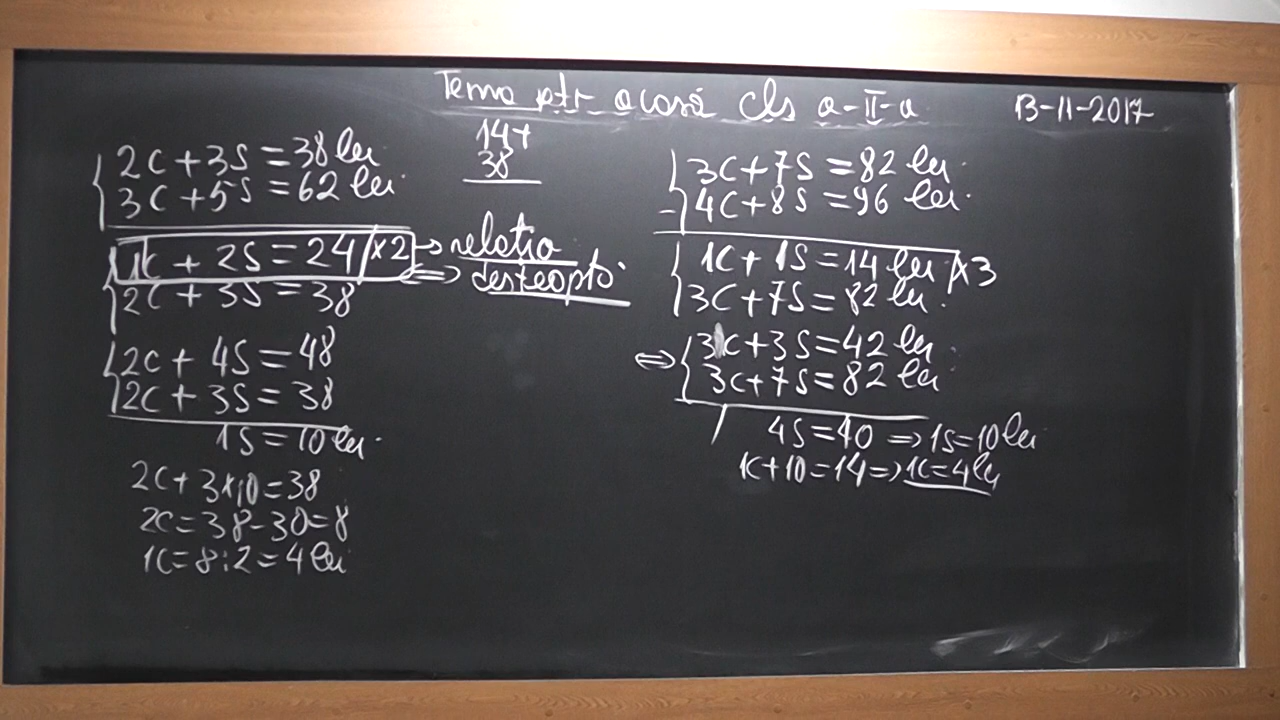 Tema ptr acasă Cls a-II-a
13-11-2017
14+
38
2C+3S=38 lei
3C+5S=62 lei.
1C+2S=24/×2 → relația
⇔ deșteaptă.
2C+3S=38
2C+4S=48
2C+3S=38
1S=10 lei.
2C+3×10=38
2C=38-30=8
1C=8:2=4 lei
3C+7S=82 lei
-4C+8S=96 lei.
1C+1S=14 lei /×3
3C+7S=82 lei.
⇔ 3C+3S=42 lei
3C+7S=82 lei
/ 4S=40 ⇒ 1S=10 lei
1C+10=14 ⇒ 1C=4 lei